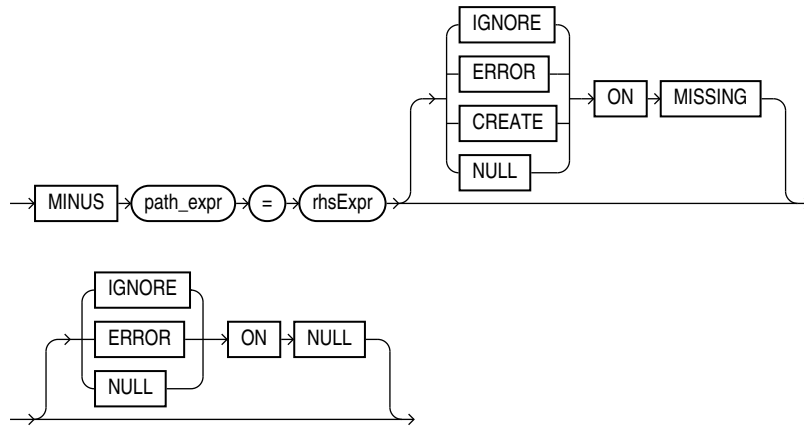 IGNORE
ERROR
CREATE
NULL
ON MISSING
MINUS path_expr = rhsExpr
IGNORE
ERROR
NULL
ON NULL